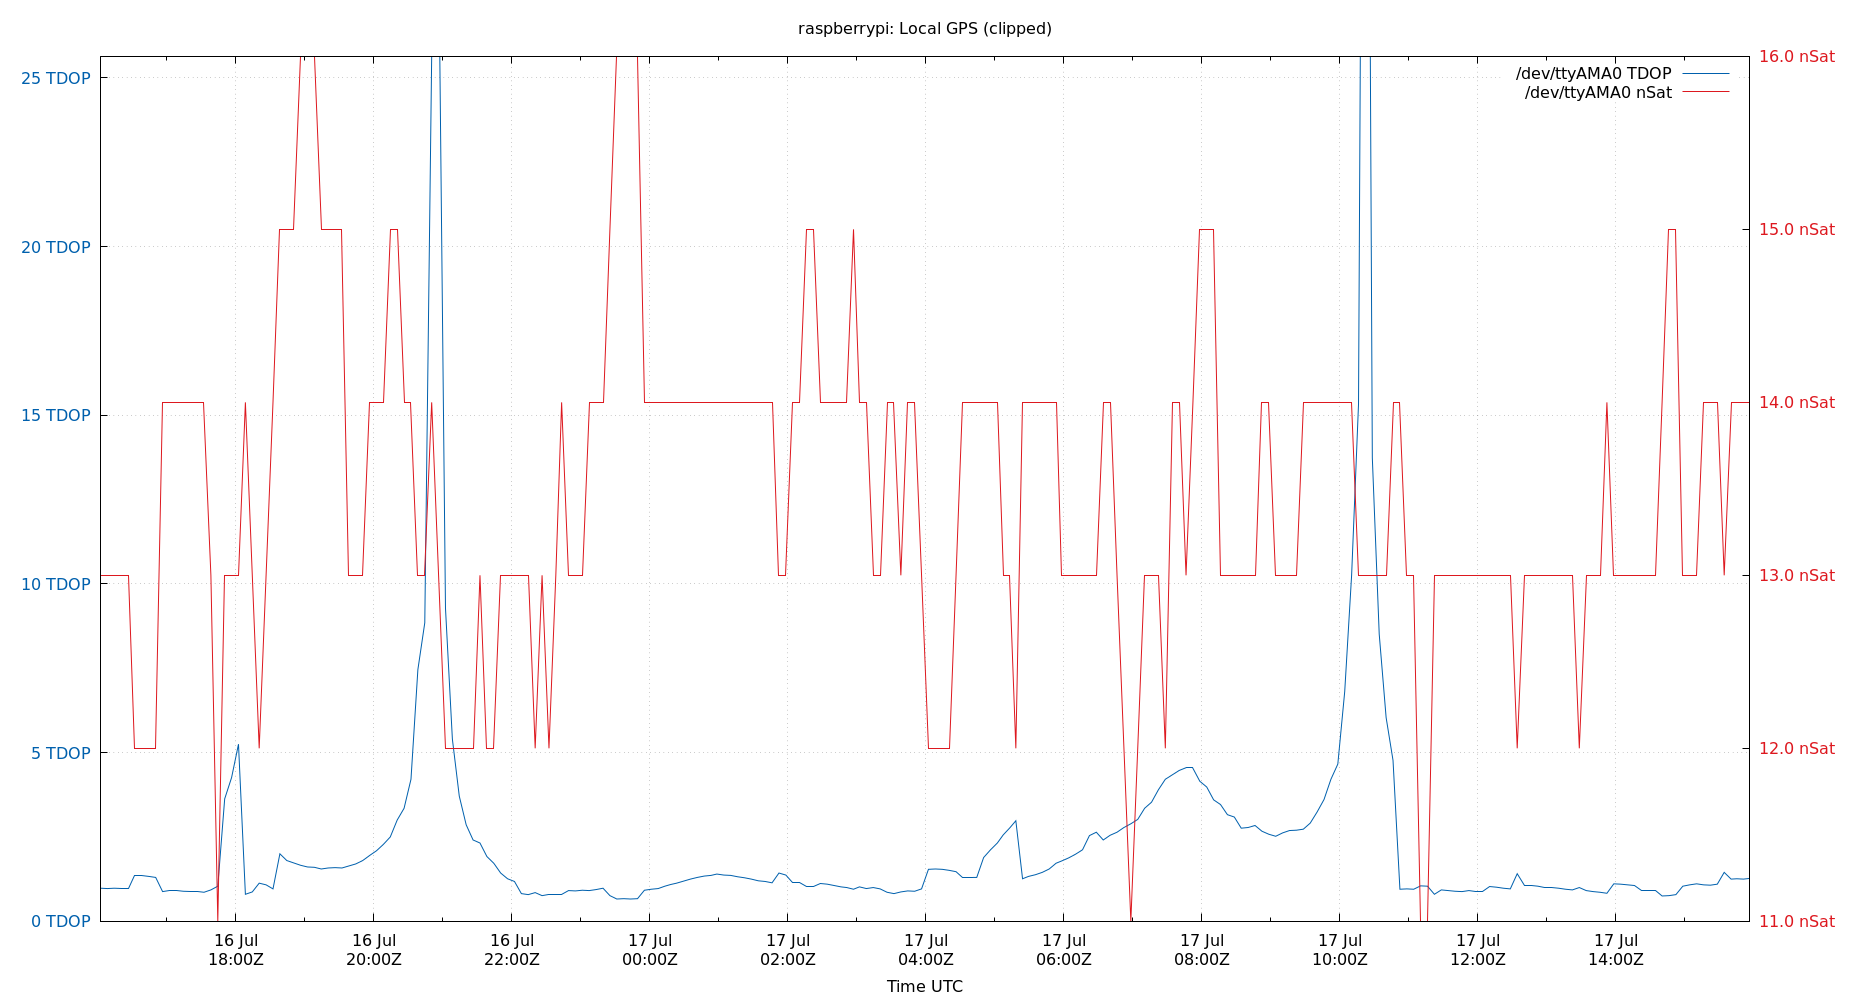 raspberrypi: Local GPS (clipped)
/dev/ttyAMA0 TDOP
/dev/ttyAMA0 nSat
25 TDOP
20 TDOP
15 TDOP
10 TDOP
5 TDOP
0 TDOP
16.0 nSat
15.0 nSat
14.0 nSat
13.0 nSat
12.0 nSat
11.0 nSat
16 Jul 16 Jul 16 Jul 17 Jul 17 Jul 17 Jul 17 Jul 17 Jul 17 Jul 17 Jul 17 Jul
18:00Z 20:00Z 22:00Z 00:00Z 02:00Z 04:00Z 06:00Z 08:00Z 10:00Z 12:00Z 14:00Z
Time UTC